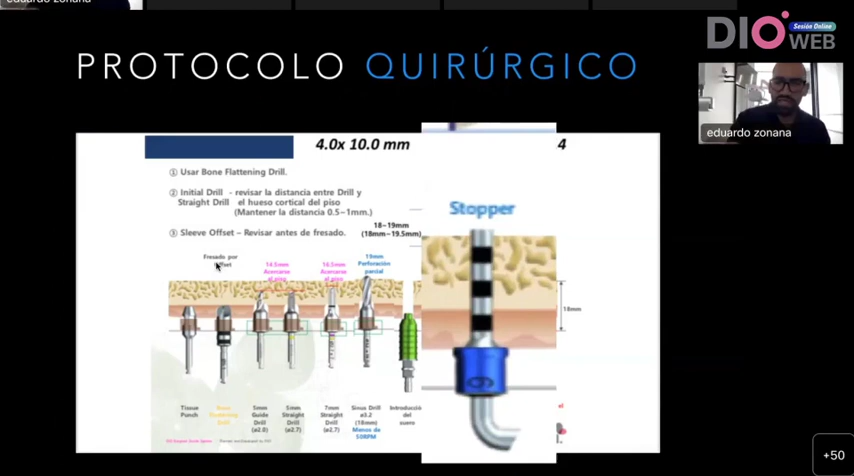 eduardo zonana
DIO
Sesión Online
WEB
PROTOCOLO QUIRÚRGICO
eduardo zonana
4.0x 10.0 mm
4
① Usar Bone Flattening Drill.
② Initial Drill - revisar la distancia entre Drill y
Straight Drill el hueso cortical del piso
(Mantener la distancia 0.5~1mm.)
③ Sleeve Offset – Revisar antes de fresado.
18~19mm
(18mm~19.5mm)
Stopper
Fresado por
14.5mm
Acercarse
al piso
16.5mm
Acercarse
al piso
19mm
Perforación
parcial
18mm
9
Tissue
Punch
5mm
Guide
Drill
(ø2.0)
5mm
Straight
Drill
(ø2.7)
7mm
Straight
Drill
(ø2.7)
Sinus Drill
ø3.2
(18mm)
Menos de
50RPM
Introducció
del
suero
el
+50